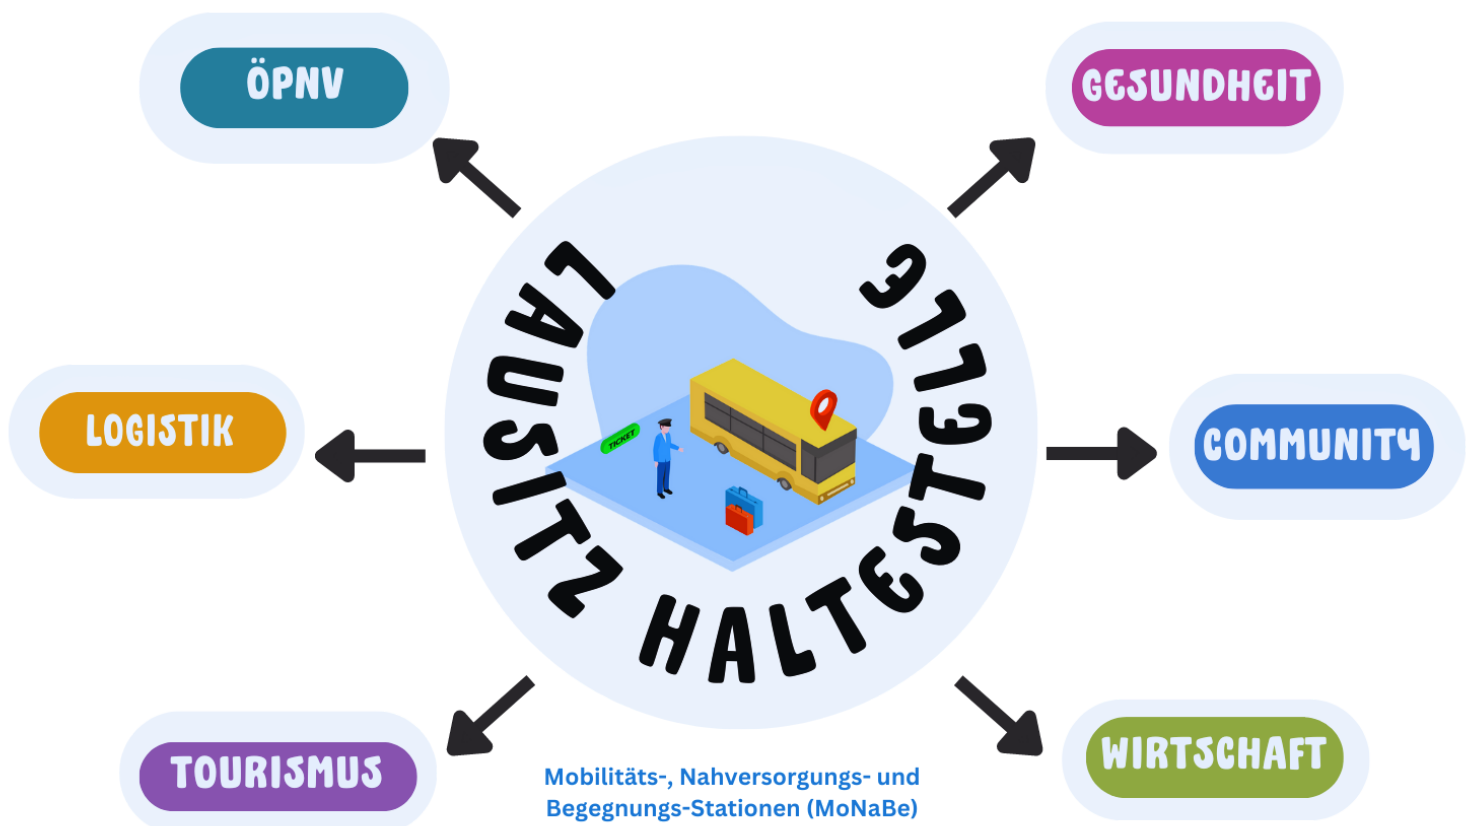 ÖPNV
GESUNDHEIT
LAUSITZ HALTESTELLE
TICKET
LOGISTIK
COMMUNITY
TOURISMUS
WIRTSCHAFT
Mobilitäts-, Nahversorgungs- und
Begegnungs-Stationen (MoNaBe)